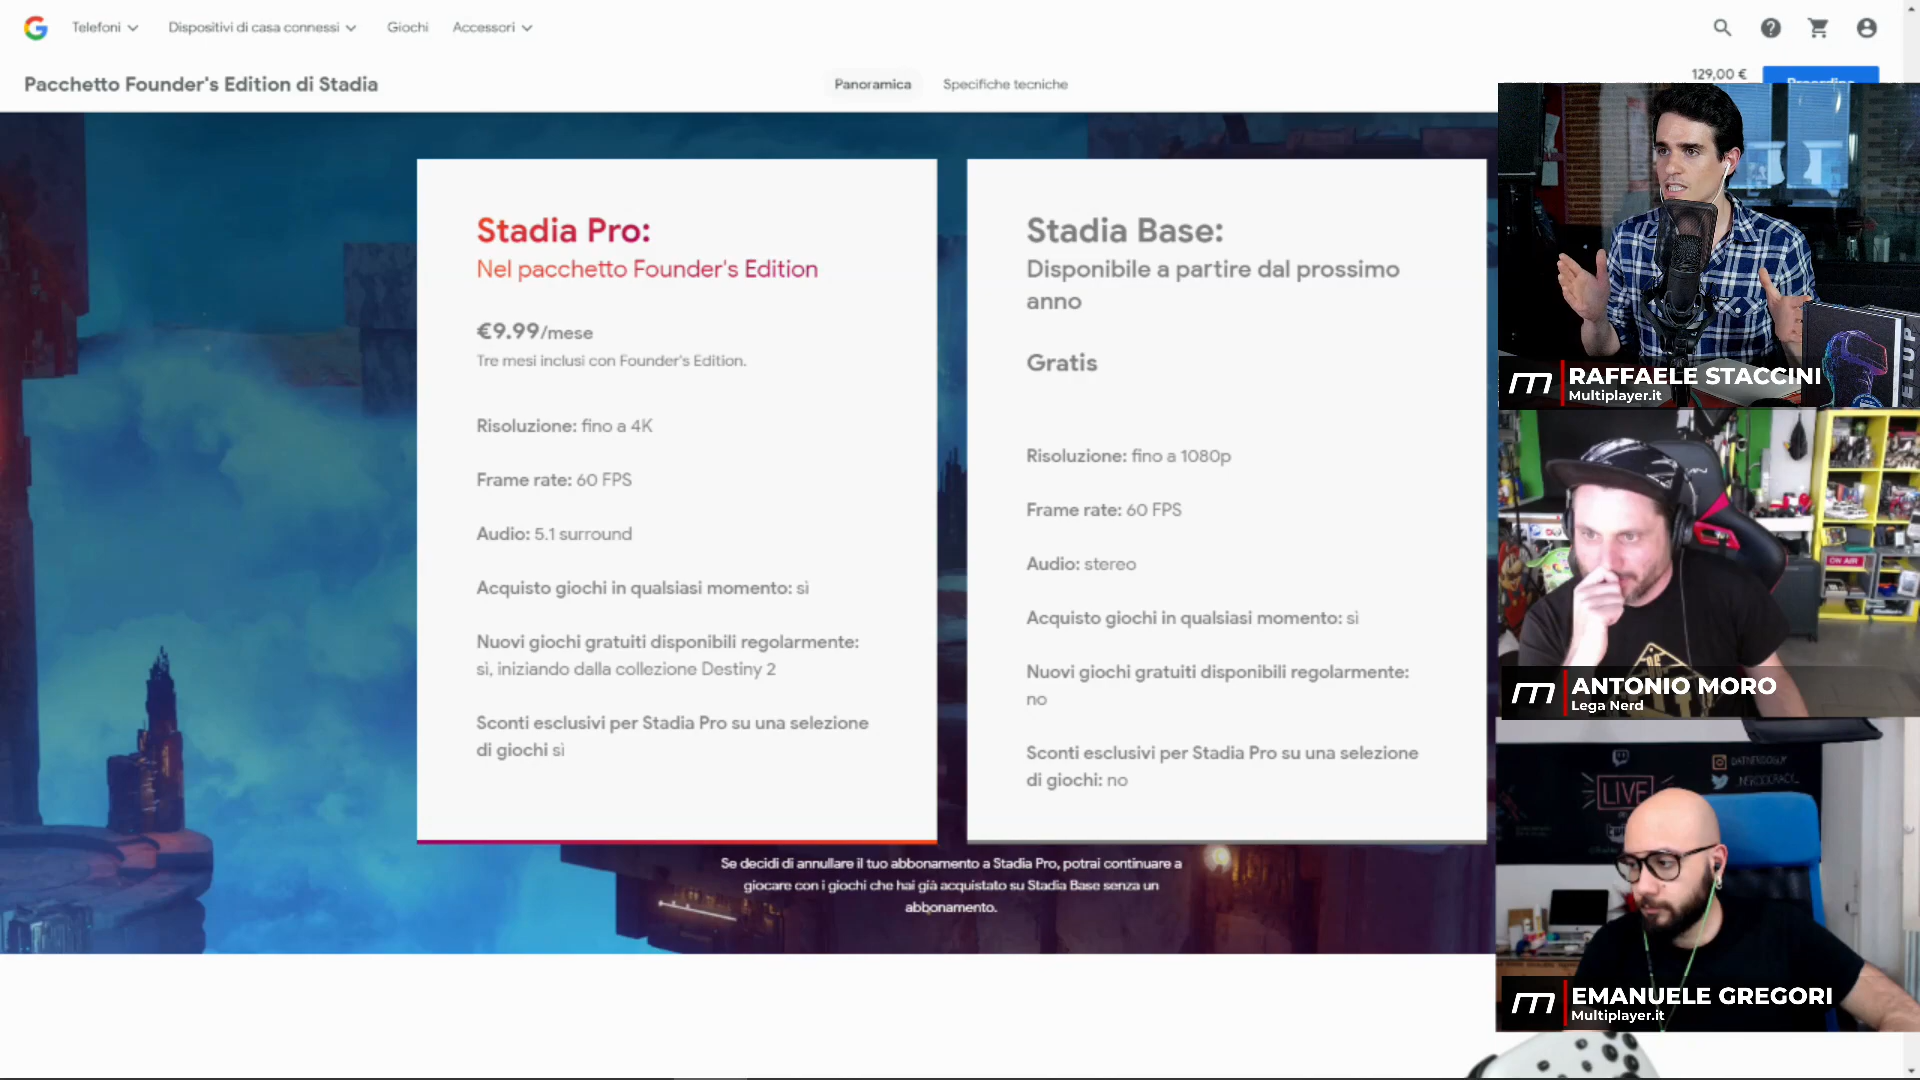 Telefoni
Dispositivi di casa connessi
Giochi
Accessori
Pacchetto Founder's Edition di Stadia
Panoramica
Specifiche tecniche
129,00 €
Stadia Pro:
Nel pacchetto Founder's Edition
€9.99/mese
Tre mesi inclusi con Founder's Edition.
Risoluzione: fino a 4K
Frame rate: 60 FPS
Audio: 5.1 surround
Acquisto giochi in qualsiasi momento: sì
Nuovi giochi gratuiti disponibili regolarmente:
sì, iniziando dalla collezione Destiny 2
Sconti esclusivi per Stadia Pro su una selezione
di giochi sì
Stadia Base:
Disponibile a partire dal prossimo
anno
Gratis
Risoluzione: fino a 1080p
Frame rate: 60 FPS
Audio: stereo
Acquisto giochi in qualsiasi momento: sì
Nuovi giochi gratuiti disponibili regolarmente:
no
Sconti esclusivi per Stadia Pro su una selezione
di giochi: no
Se decidi di annullare il tuo abbonamento a Stadia Pro, potrai continuare a
giocare con i giochi che hai già acquistato su Stadia Base senza un
abbonamento.
RAFFAELE STACCINI
Multiplayer.it
ON AIR
ANTONIO MORO
Lega Nerd
LIVE
EMANUELE GREGORI
Multiplayer.it